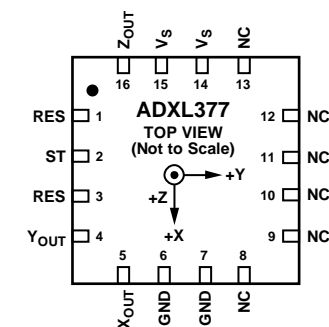 ZOUT VS VS NC
16 15 14 13
ADXL377
TOP VIEW
(Not to Scale)
RES 1
12 NC
ST 2
11 NC
+Y
RES 3
+Z
10 NC
YOUT 4
+X
9 NC
5 6 7 8
XOUT GND GND NC